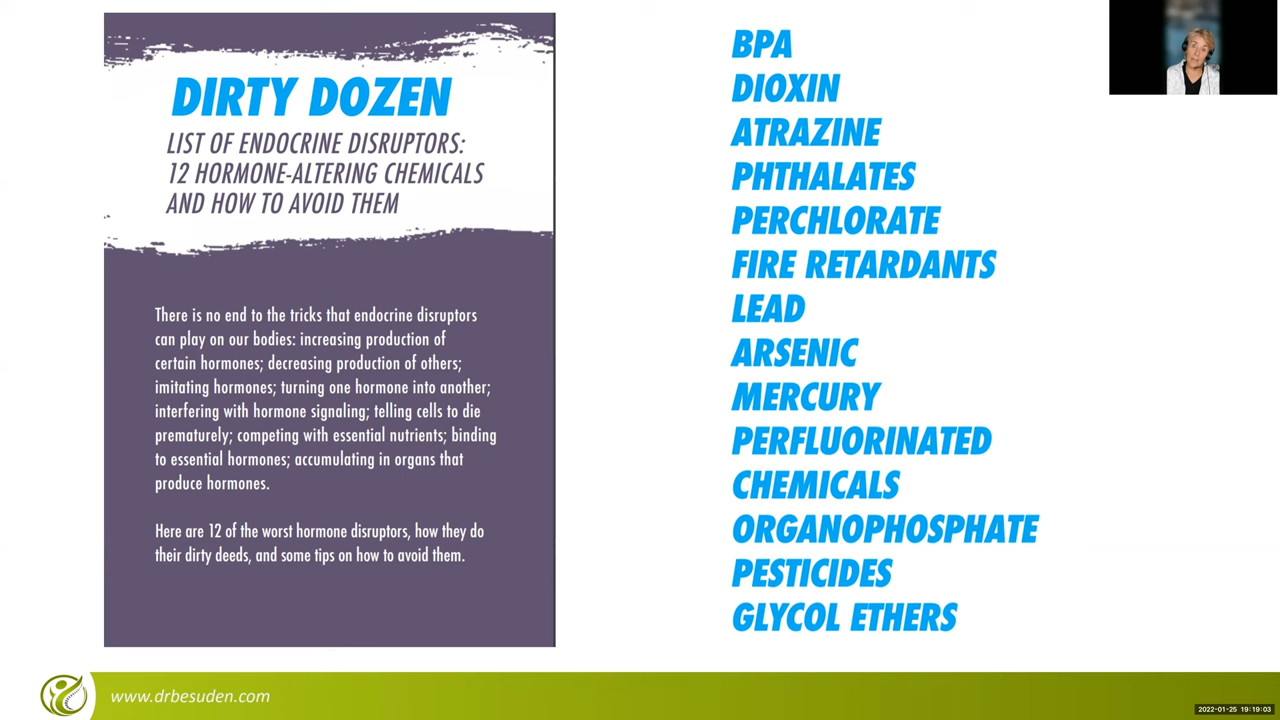 DIRTY DOZEN
LIST OF ENDOCRINE DISRUPTORS:
12 HORMONE-ALTERING CHEMICALS
AND HOW TO AVOID THEM
There is no end to the tricks that endocrine disruptors
can play on our bodies: increasing production of
certain hormones; decreasing production of others;
imitating hormones; turning one hormone into another;
interfering with hormone signaling; telling cells to die
prematurely; competing with essential nutrients; binding
to essential hormones; accumulating in organs that
produce hormones.
Here are 12 of the worst hormone disruptors, how they do
their dirty deeds, and some tips on how to avoid them.
BPA
DIOXIN
ATRAZINE
PHTHALATES
PERCHLORATE
FIRE RETARDANTS
LEAD
ARSENIC
MERCURY
PERFLUORINATED
CHEMICALS
ORGANOPHOSPHATE
PESTICIDES
GLYCOL ETHERS
www.drbesuden.com
2022-01-25 19:19:03